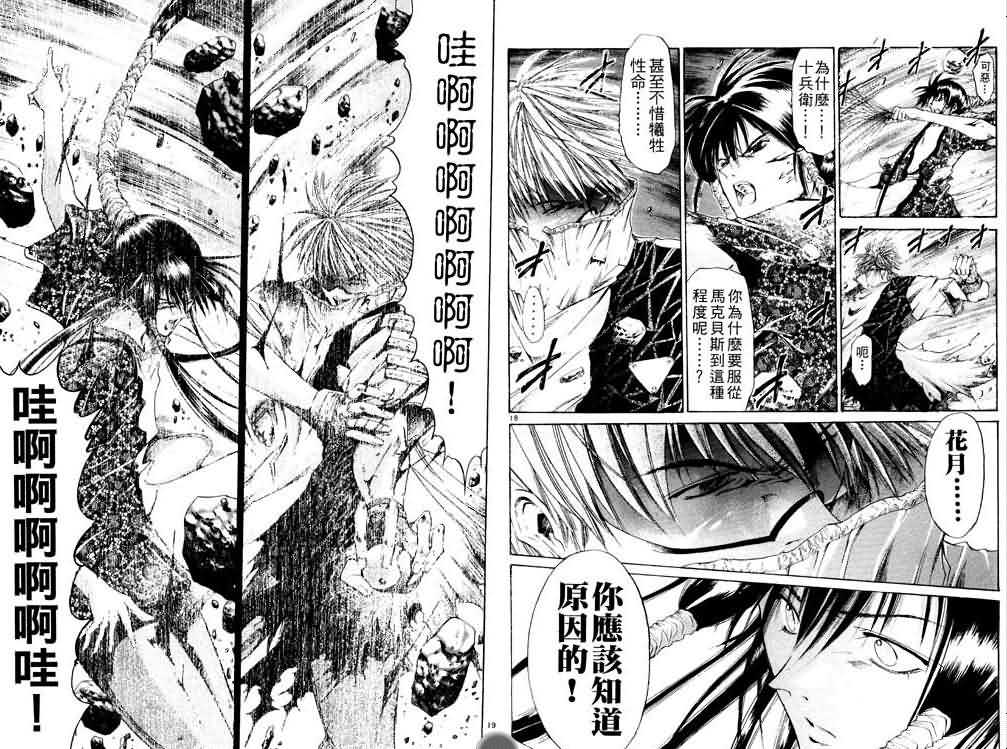 可惡…
為什麼…！
十兵衛…！
呃…
你為什麼要服從
馬克貝斯到這種
程度呢……？
甚至不惜犧牲
性命……
……
花月……
你應該知道
原因的！
18
哇啊啊啊啊啊啊啊！
哇啊啊啊啊啊哇！
19